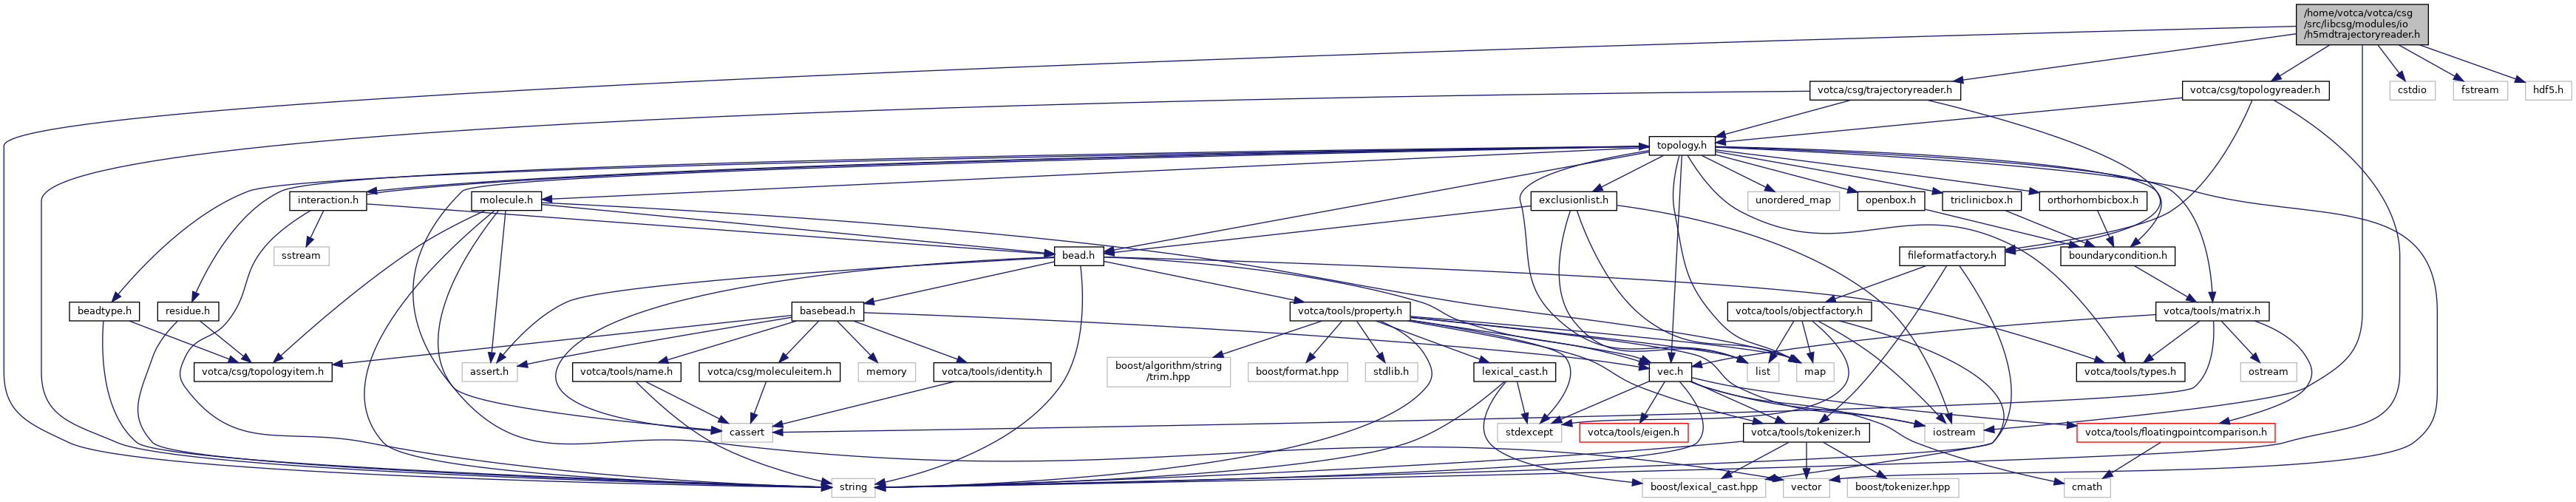 /home/votca/votca/csg
/src/libcsg/modules/io
/h5mdtrajectoryreader.h
votca/csg/trajectoryreader.h
votca/csg/topologyreader.h
cstdio
fstream
hdf5.h
topology.h
interaction.h
molecule.h
exclusionlist.h
unordered_map
openbox.h
triclinicbox.h
orthorhombicbox.h
sstream
bead.h
fileformatfactory.h
boundarycondition.h
beadtype.h
residue.h
basebead.h
votca/tools/property.h
votca/tools/objectfactory.h
votca/tools/matrix.h
votca/csg/topologyitem.h
assert.h
votca/tools/name.h
votca/csg/moleculeitem.h
memory
votca/tools/identity.h
boost/algorithm/string
/trim.hpp
boost/format.hpp
stdlib.h
lexical_cast.h
vec.h
list
map
votca/tools/types.h
ostream
cassert
stdexcept
votca/tools/eigen.h
votca/tools/tokenizer.h
iostream
votca/tools/floatingpointcomparison.h
string
boost/lexical_cast.hpp
vector
boost/tokenizer.hpp
cmath